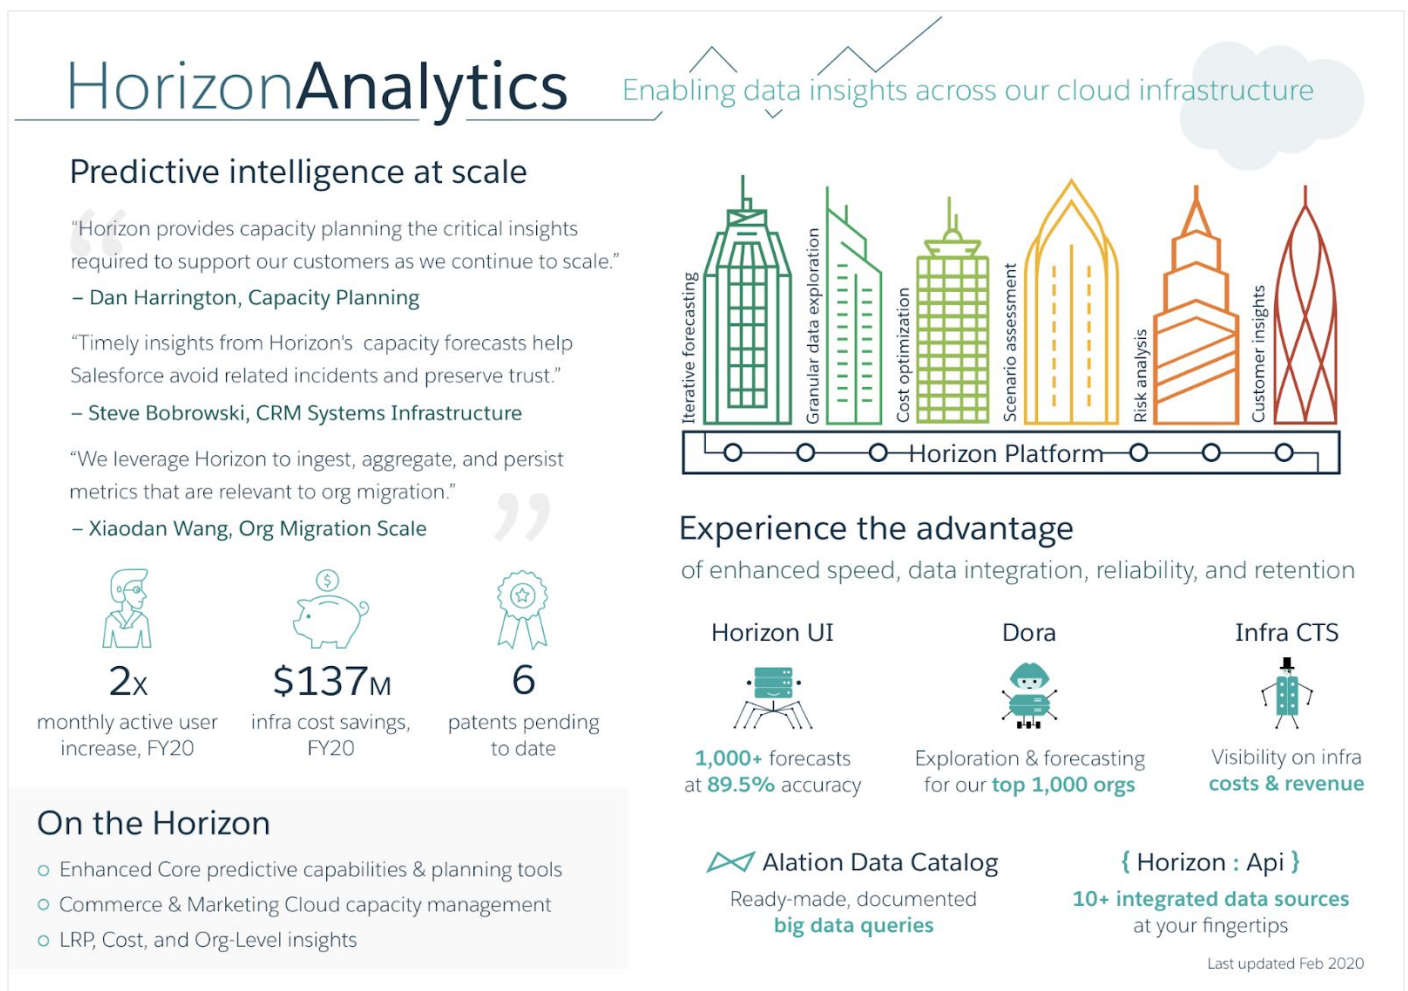 HorizonAnalytics
Enabling data insights across our cloud infrastructure
Predictive intelligence at scale
“Horizon provides capacity planning the critical insights
required to support our customers as we continue to scale.”
– Dan Harrington, Capacity Planning
“Timely insights from Horizon's capacity forecasts help
Salesforce avoid related incidents and preserve trust.”
– Steve Bobrowski, CRM Systems Infrastructure
“We leverage Horizon to ingest, aggregate, and persist
metrics that are relevant to org migration.”
– Xiaodan Wang, Org Migration Scale
2X
monthly active user
increase, FY20
$137M
infra cost savings,
FY20
6
patents pending
to date
On the Horizon
Enhanced Core predictive capabilities & planning tools
Commerce & Marketing Cloud capacity management
LRP, Cost, and Org-Level insights
Iterative forecasting
Granular data exploration
Cost optimization
Scenario assessment
Risk analysis
Customer insights
Horizon Platform
Experience the advantage
of enhanced speed, data integration, reliability, and retention
Horizon UI
1,000+ forecasts
at 89.5% accuracy
Dora
Exploration & forecasting
for our top 1,000 orgs
Infra CTS
Visibility on infra
costs & revenue
Alation Data Catalog
Ready-made, documented
big data queries
{ Horizon : Api }
10+ integrated data sources
at your fingertips
Last updated Feb 2020